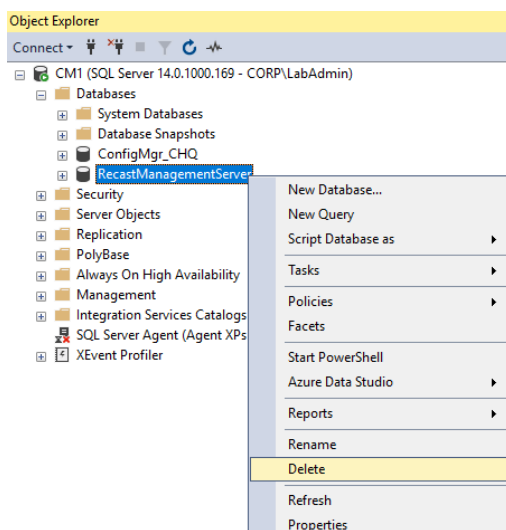 Object Explorer
Connect
CM1 (SQL Server 14.0.1000.169 - CORP\LabAdmin)
Databases
System Databases
Database Snapshots
ConfigMgr_CHQ
RecastManagementServer
Security
Server Objects
Replication
PolyBase
Always On High Availability
Management
Integration Services Catalogs
SQL Server Agent (Agent XPs
XEvent Profiler
New Database...
New Query
Script Database as
Tasks
Policies
Facets
Start PowerShell
Azure Data Studio
Reports
Rename
Delete
Refresh
Properties